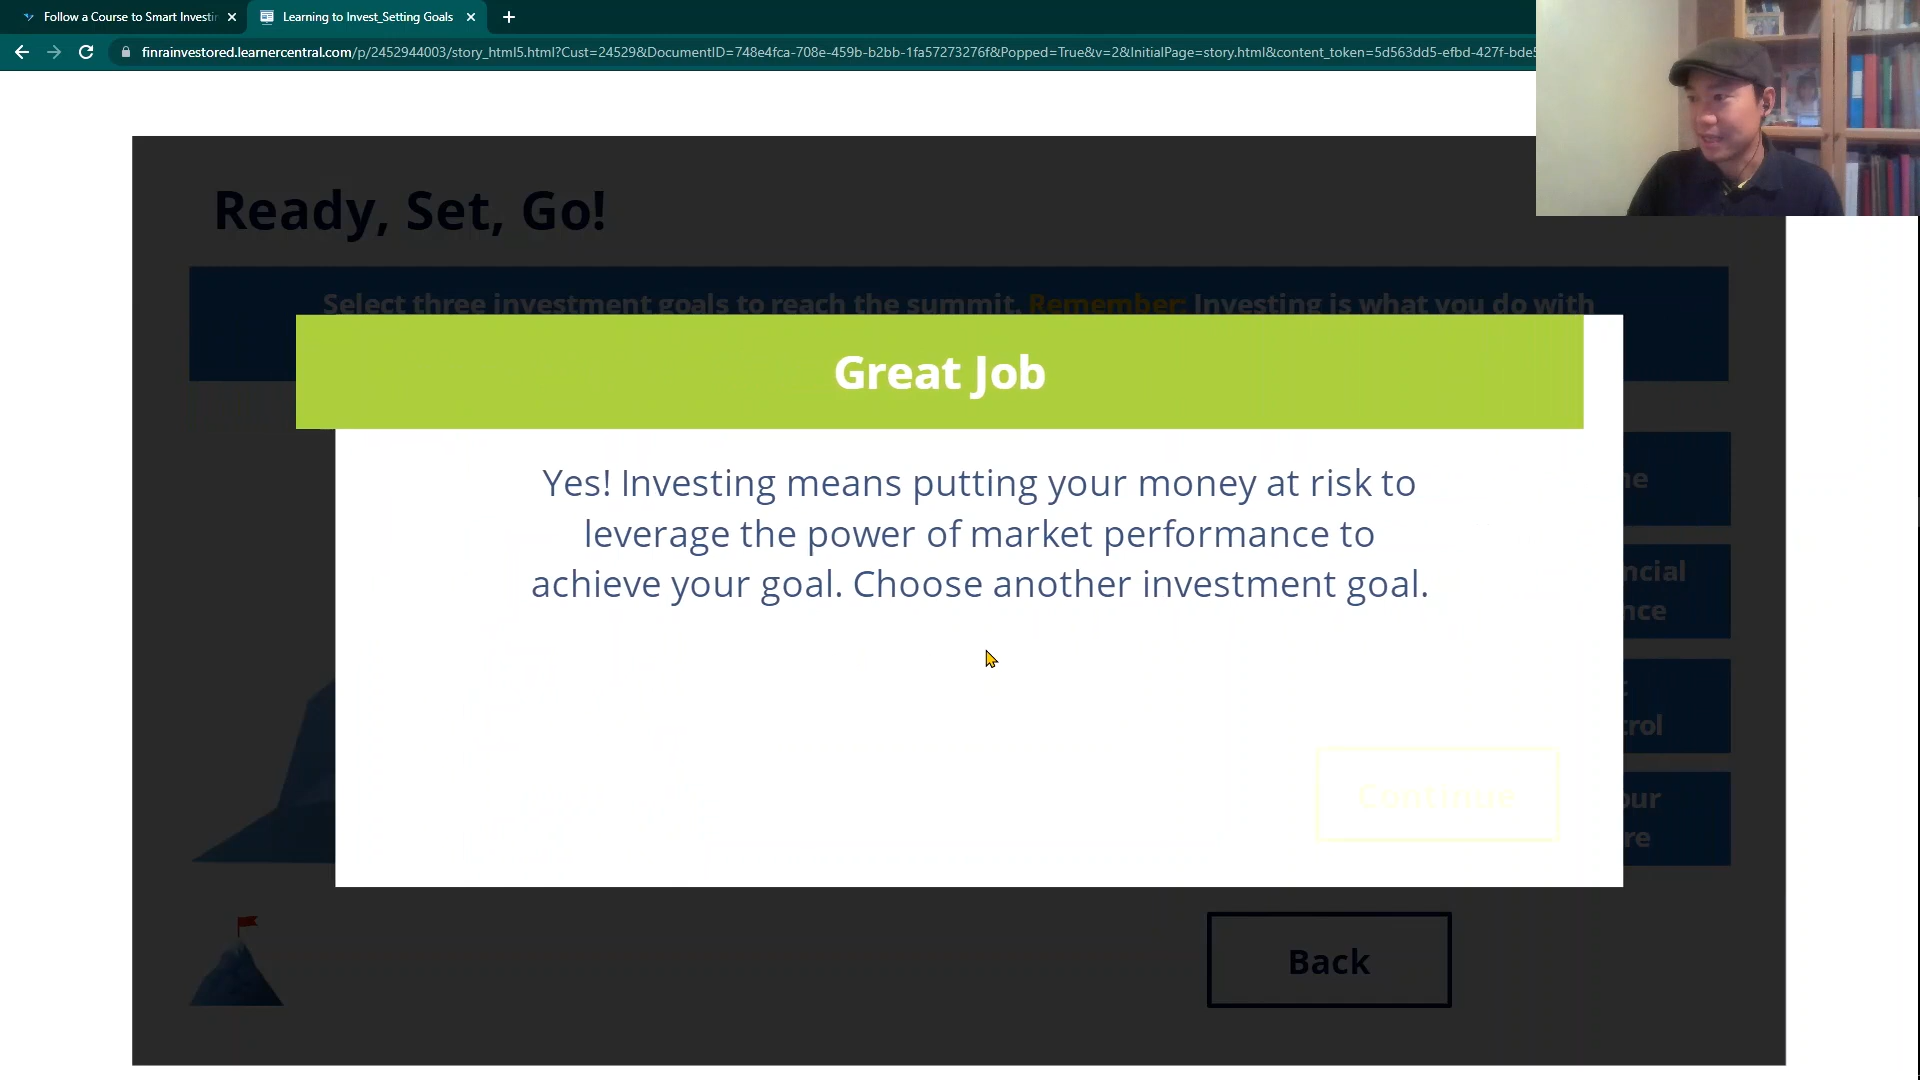 Follow a Course to Smart Investi
Learning to Invest_Setting Goals
finrainvestored.learnercentral.com/p/2452944003/story_html5.html?Cust=24529&DocumentID=748e4fca-708e-459b-b2bb-1fa57273276f&Popped=True&v=2&InitialPage=story.html&content_token=5d563dd5-efbd-427f-bde5
Ready, Set, Go!
Select three investment goals to reach the summit. Remember: Investing is what you do with
Great Job
Yes! Investing means putting your money at risk to
leverage the power of market performance to
achieve your goal. Choose another investment goal.
Continue
Back